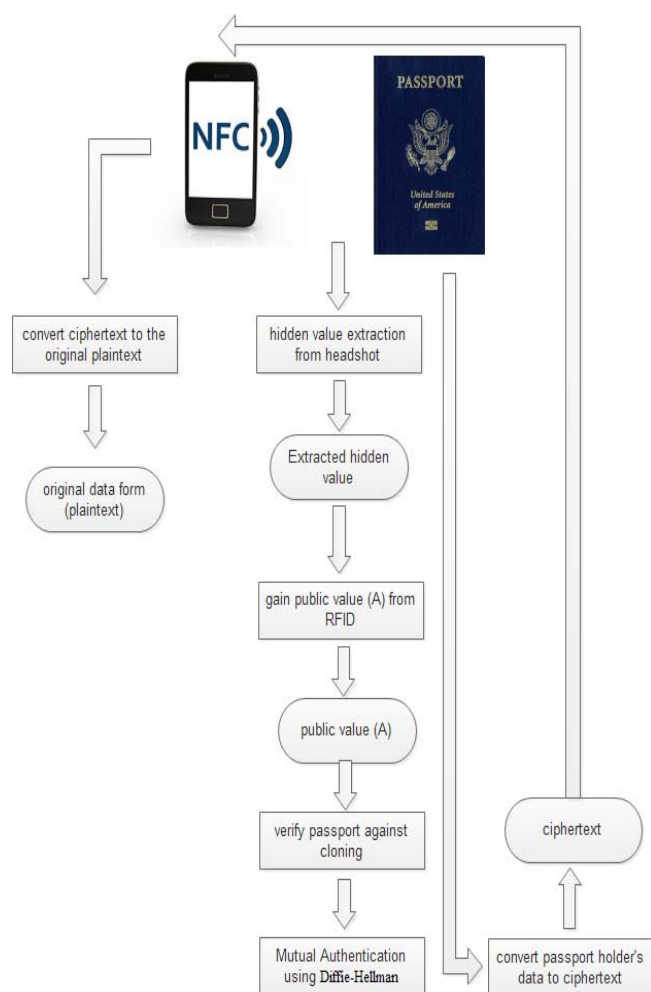 NFC
PASSPORT
United States
of America
convert ciphertext to the
original plaintext
original data form
(plaintext)
hidden value extraction
from headshot
Extracted hidden
value
gain public value (A) from
RFID
public value (A)
verify passport against
cloning
Mutual Authentication
using Diffie-Hellman
ciphertext
convert passport holder's
data to ciphertext